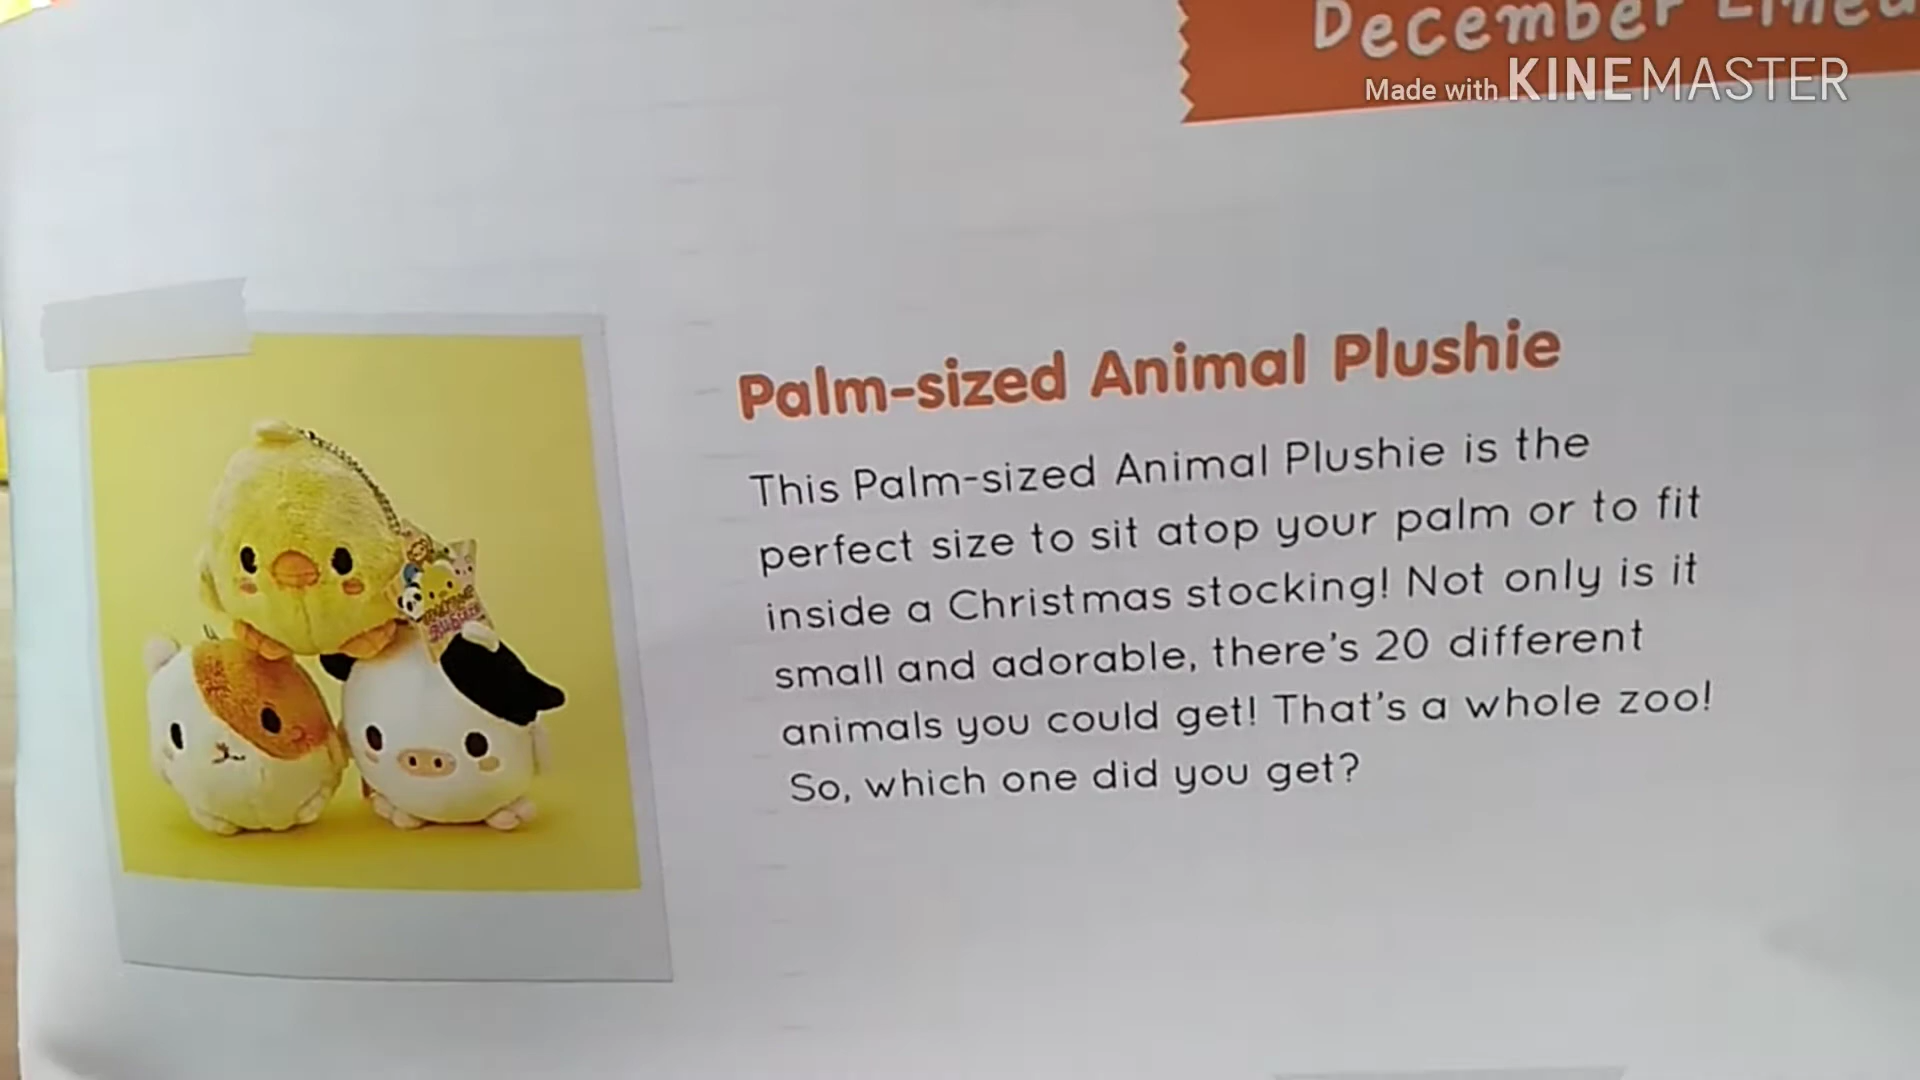 December
Made with KINEMASTER
Palm-sized Animal Plushie
This Palm-sized Animal Plushie is the
perfect size to sit atop your palm or to fit
inside a Christmas stocking! Not only is it
small and adorable, there's 20 different
animals you could get! That's a whole zoo!
So, which one did you get?